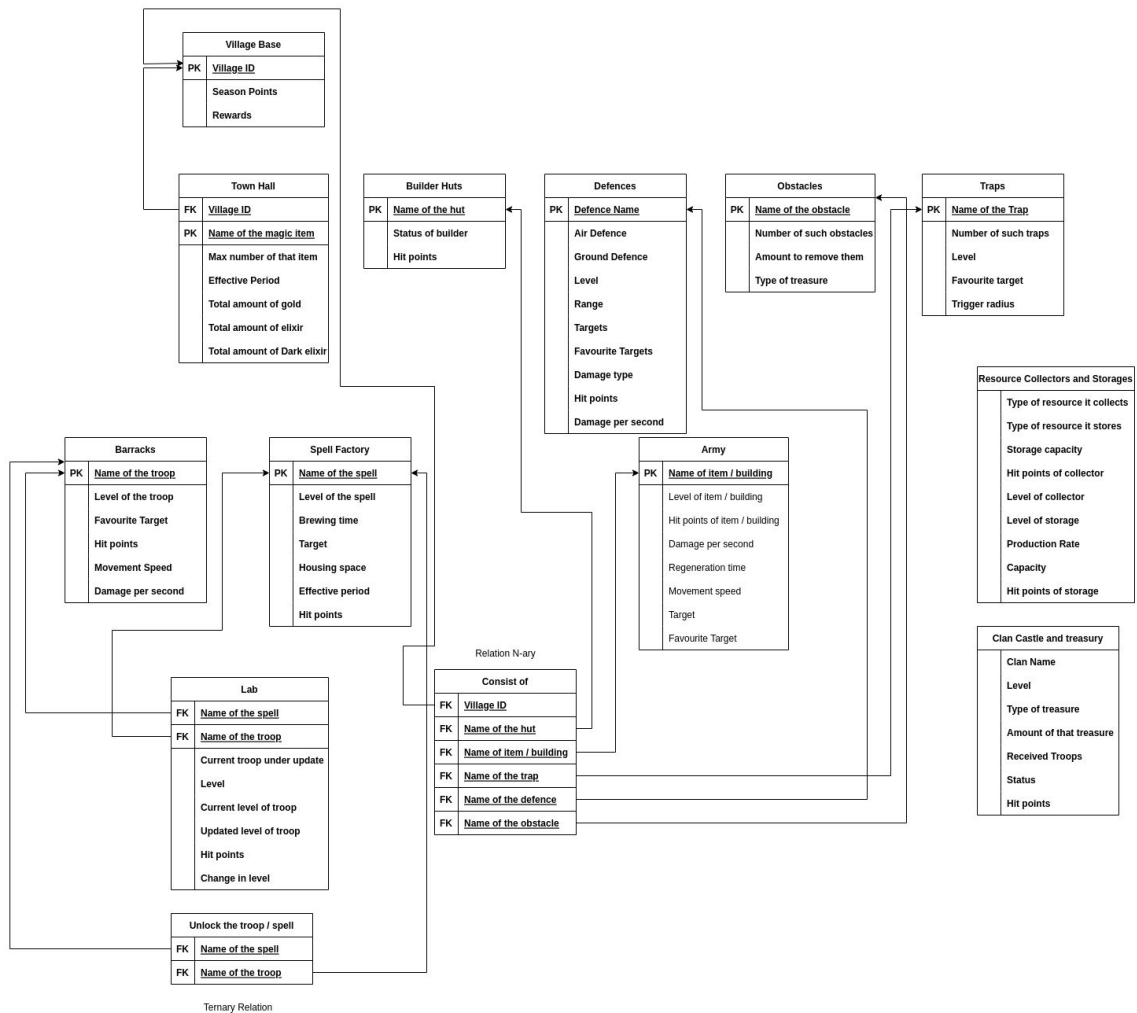 Village Base
PK Village ID
Season Points
Rewards
Town Hall
FK Village ID
PK Name of the magic item
Max number of that item
Effective Period
Total amount of gold
Total amount of elixir
Total amount of Dark elixir
Builder Huts
PK Name of the hut
Status of builder
Hit points
Defences
PK Defence Name
Air Defence
Ground Defence
Level
Range
Targets
Favourite Targets
Damage type
Hit points
Damage per second
Obstacles
PK Name of the obstacle
Number of such obstacles
Amount to remove them
Type of treasure
Traps
PK Name of the Trap
Number of such traps
Level
Favourite target
Trigger radius
Resource Collectors and Storages
Type of resource it collects
Type of resource it stores
Storage capacity
Hit points of collector
Level of collector
Level of storage
Production Rate
Capacity
Hit points of storage
Barracks
PK Name of the troop
Level of the troop
Favourite Target
Hit points
Movement Speed
Damage per second
Spell Factory
PK Name of the spell
Level of the spell
Brewing time
Target
Housing space
Effective period
Hit points
Army
PK Name of item / building
Level of item / building
Hit points of item / building
Damage per second
Regeneration time
Movement speed
Target
Favourite Target
Clan Castle and treasury
Clan Name
Level
Type of treasure
Amount of that treasure
Received Troops
Status
Hit points
Relation N-ary
Consist of
FK Village ID
FK Name of the hut
FK Name of item / building
FK Name of the trap
FK Name of the defence
FK Name of the obstacle
Lab
FK Name of the spell
FK Name of the troop
Current troop under update
Level
Current level of troop
Updated level of troop
Hit points
Change in level
Unlock the troop / spell
FK Name of the spell
FK Name of the troop
Ternary Relation